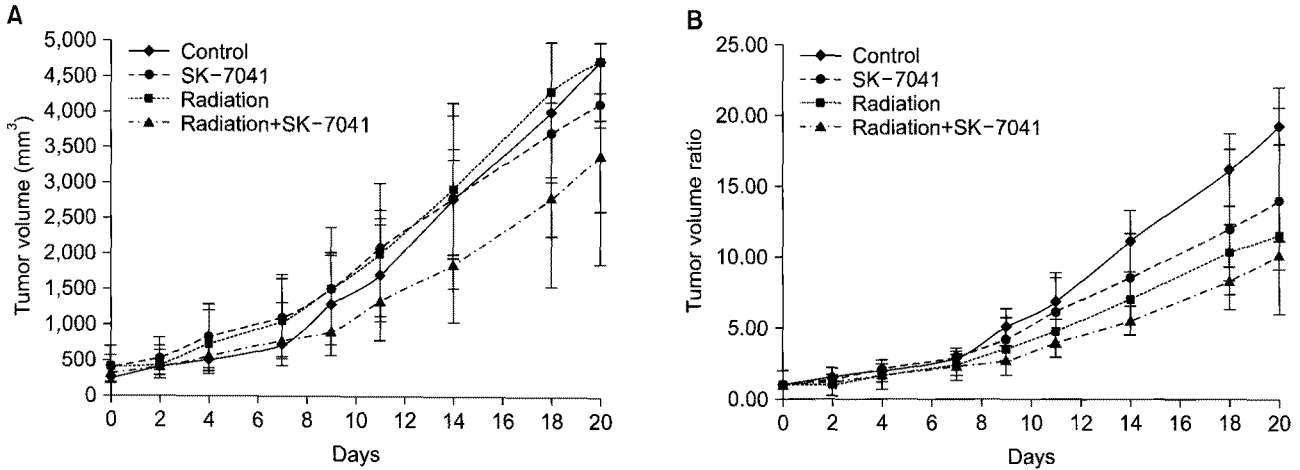 A
Tumor volume (mm³)
5,000
4,500
4,000
3,500
3,000
2,500
2,000
1,500
1,000
500
0
Control
SK-7041
Radiation
Radiation+SK-7041
0 2 4 6 8 10 12 14 16 18 20
Days
B
Tumor volume ratio
25.00
20.00
15.00
10.00
5.00
0.00
Control
SK-7041
Radiation
Radiation+SK-7041
0 2 4 6 8 10 12 14 16 18 20
Days